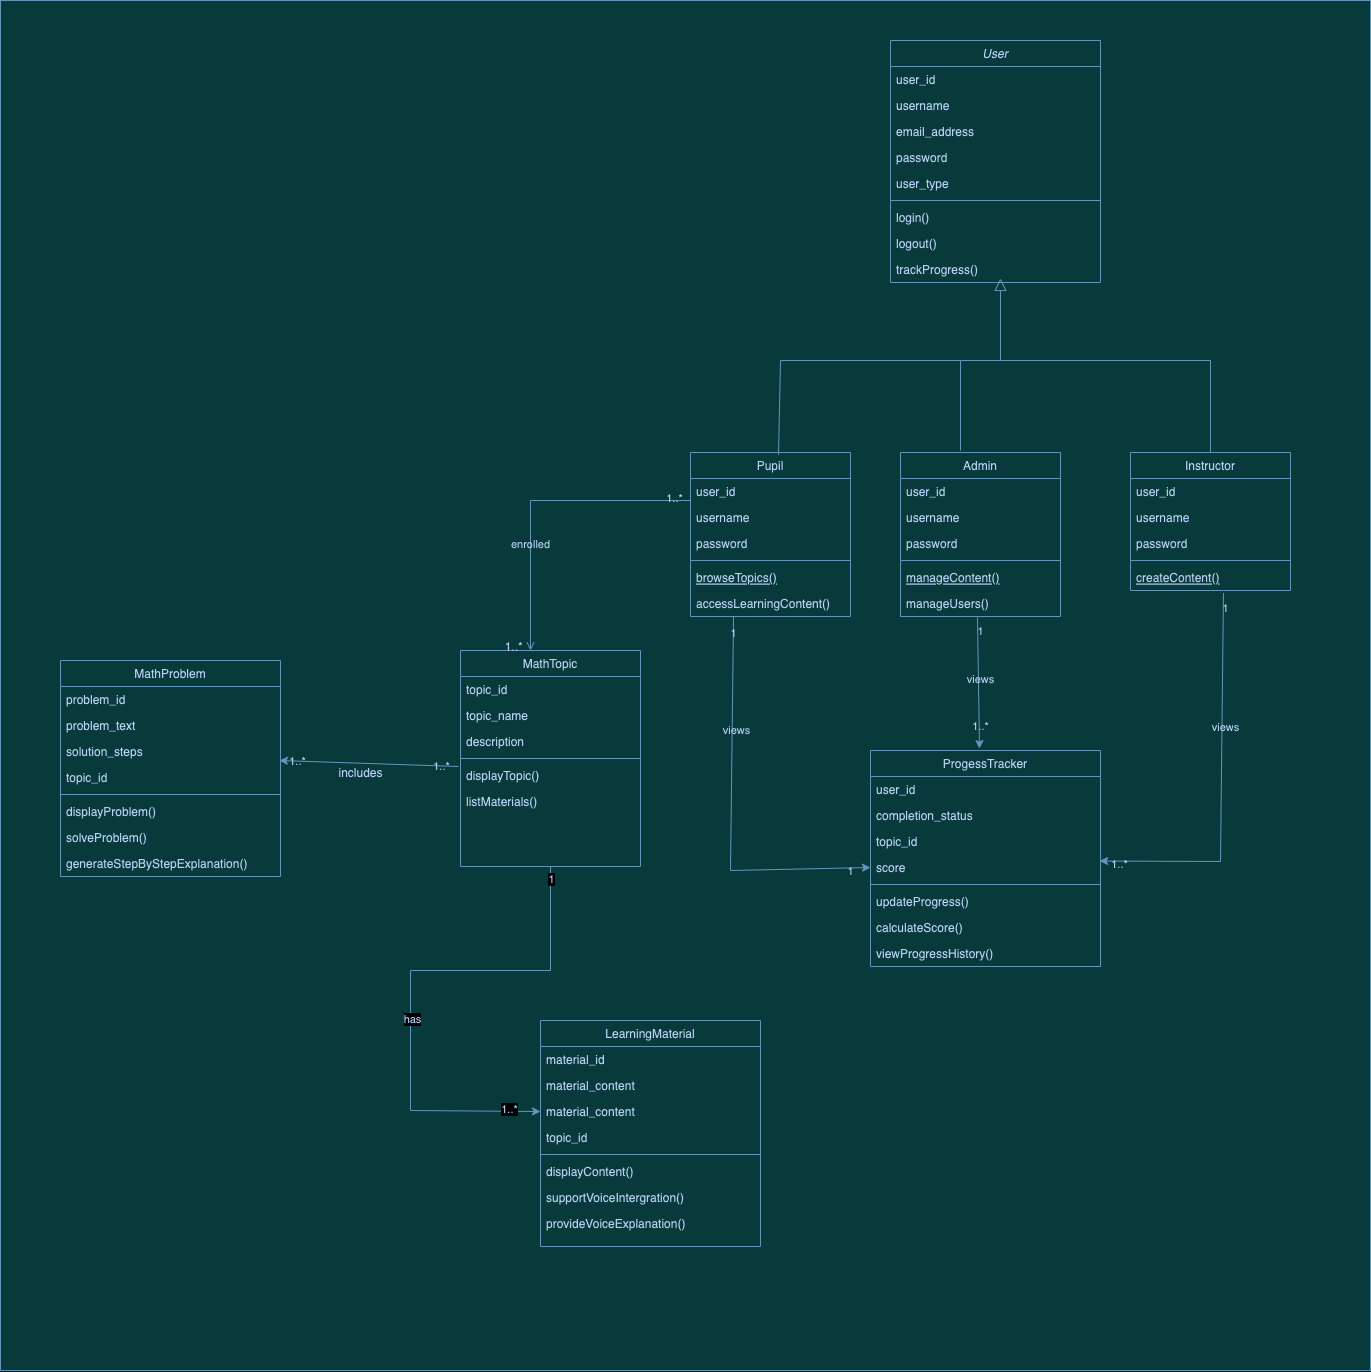 User
user_id
username
email_address
password
user_type
login()
logout()
trackProgress()
Pupil
user_id
username
password
browseTopics()
accessLearningContent()
Admin
user_id
username
password
manageContent()
manageUsers()
Instructor
user_id
username
password
createContent()
1..*
enrolled
1..*
1
views
1
1
views
1..*
1
views
1..*
MathProblem
problem_id
problem_text
solution_steps
topic_id
displayProblem()
solveProblem()
generateStepByStepExplanation()
1..*
includes
1..*
MathTopic
topic_id
topic_name
description
displayTopic()
listMaterials()
ProgessTracker
user_id
completion_status
topic_id
score
updateProgress()
calculateScore()
viewProgressHistory()
1
has
1..*
LearningMaterial
material_id
material_content
material_content
topic_id
displayContent()
supportVoiceIntergration()
provideVoiceExplanation()